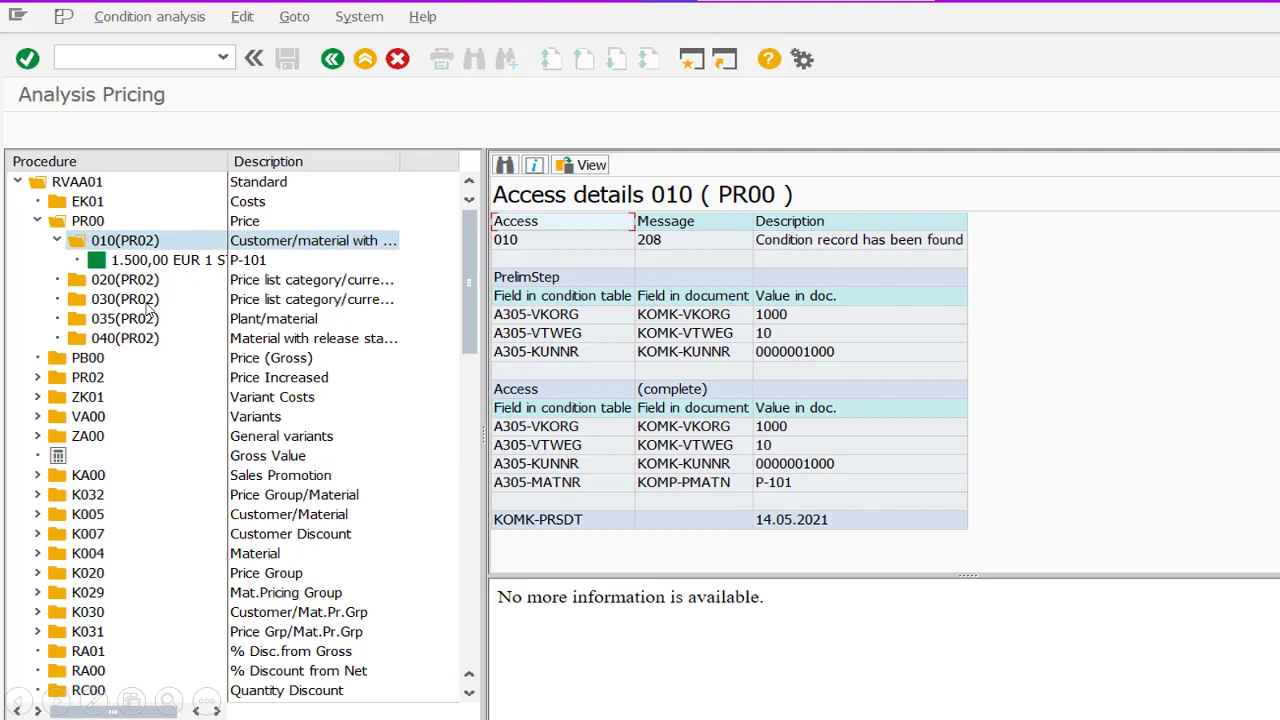 Condition analysis Edit Goto System Help
Analysis Pricing
Procedure Description
RVAA01 Standard
EK01 Costs
PR00 Price
010(PR02) Customer/material with ...
1.500,00 EUR 1 S P-101
020(PR02) Price list category/curre...
030(PR02) Price list category/curre...
035(PR02) Plant/material
040(PR02) Material with release sta...
PB00 Price (Gross)
PR02 Price Increased
ZK01 Variant Costs
VA00 Variants
ZA00 General variants
Gross Value
KA00 Sales Promotion
K032 Price Group/Material
K005 Customer/Material
K007 Customer Discount
K004 Material
K020 Price Group
K029 Mat.Pricing Group
K030 Customer/Mat.Pr.Grp
K031 Price Grp/Mat.Pr.Grp
RA01 % Disc.from Gross
RA00 % Discount from Net
RC00 Quantity Discount
View
Access details 010 ( PR00 )
Access Message Description
010 208 Condition record has been found
PrelimStep
Field in condition table Field in document Value in doc.
A305-VKORG KOMK-VKORG 1000
A305-VTWEG KOMK-VTWEG 10
A305-KUNNR KOMK-KUNNR 0000001000
Access (complete)
Field in condition table Field in document Value in doc.
A305-VKORG KOMK-VKORG 1000
A305-VTWEG KOMK-VTWEG 10
A305-KUNNR KOMK-KUNNR 0000001000
A305-MATNR KOMP-PMATN P-101
KOMK-PRSDT 14.05.2021
No more information is available.